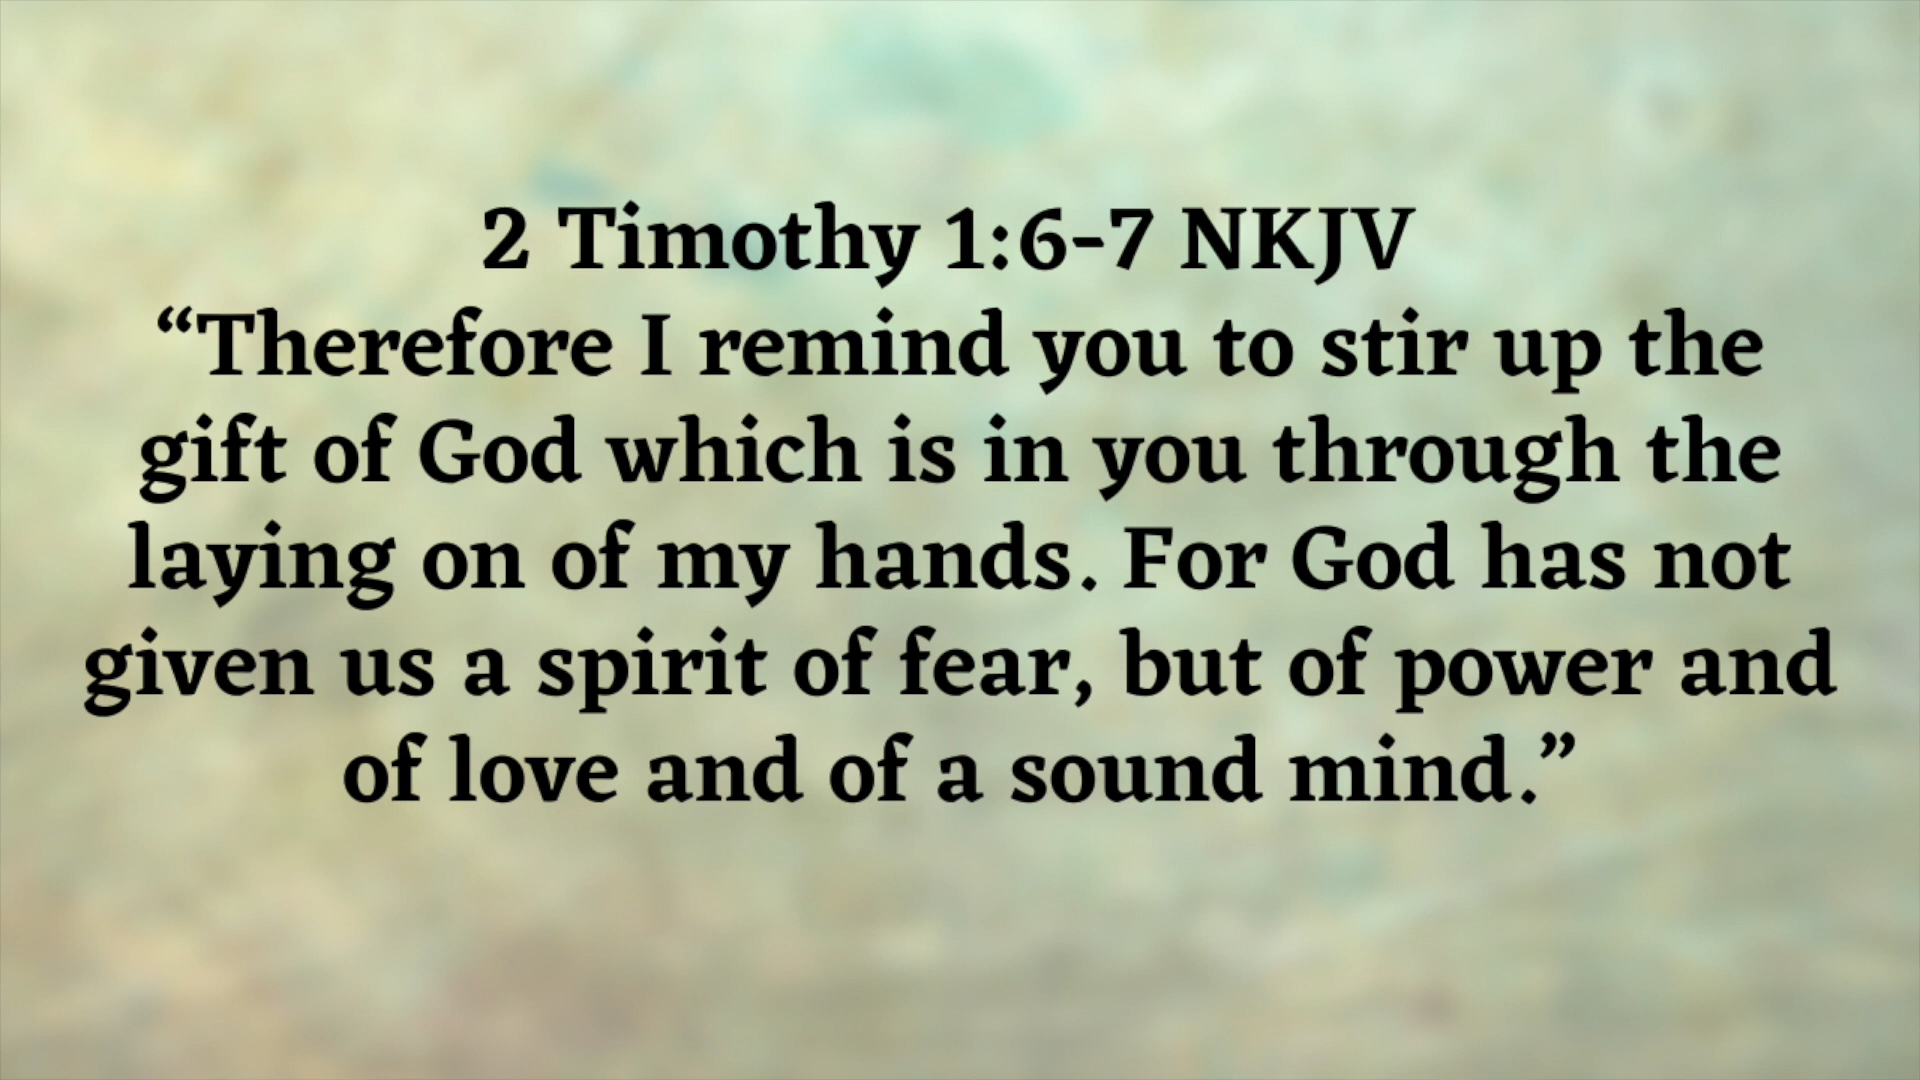 2 Timothy 1:6-7 NKJV
“Therefore I remind you to stir up the
gift of God which is in you through the
laying on of my hands. For God has not
given us a spirit of fear, but of power and
of love and of a sound mind.”